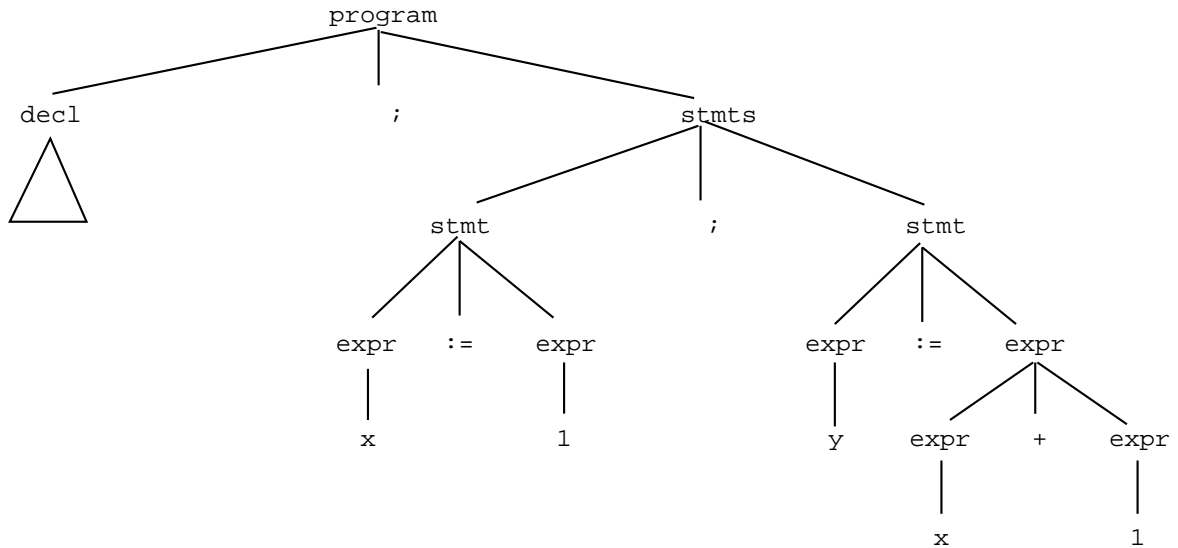 program
decl ; stmts
stmt ; stmt
expr := expr expr := expr
x 1 y expr + expr
x 1